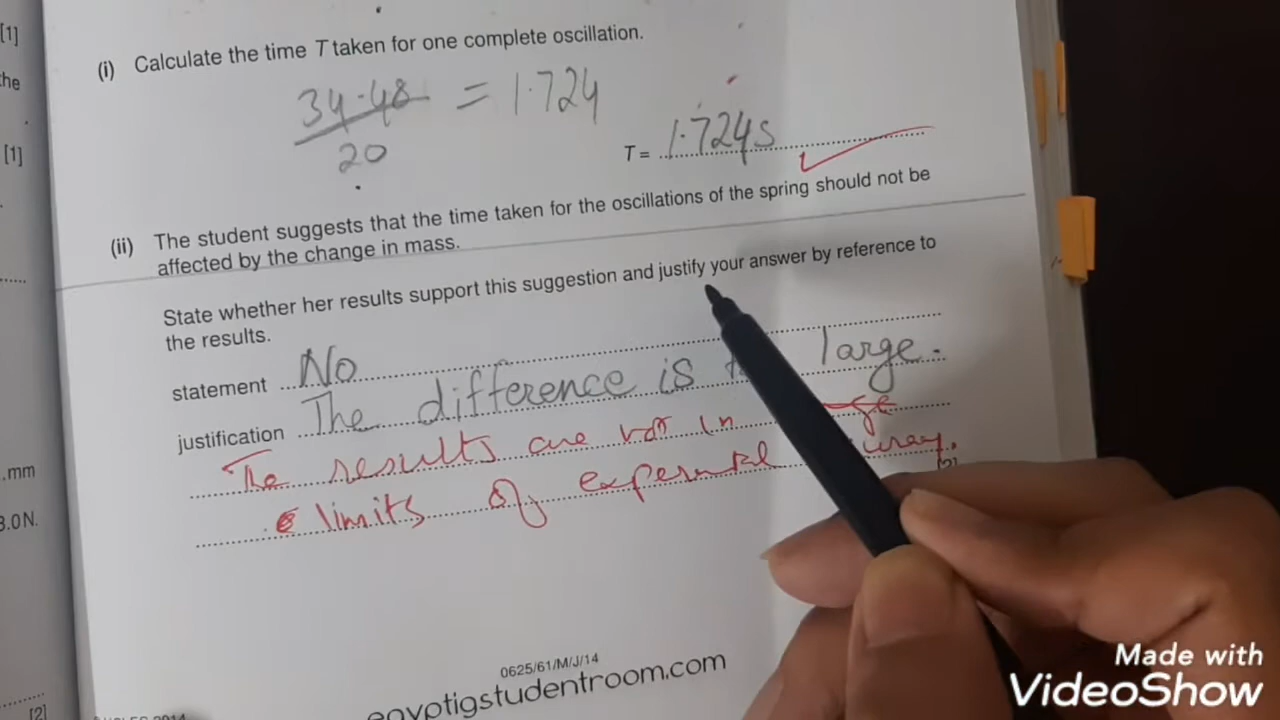 [1]
he
[1]
(i) Calculate the time T taken for one complete oscillation.
34.48 = 1.724
20
T = 1.724s
(ii) The student suggests that the time taken for the oscillations of the spring should not be
affected by the change in mass.
State whether her results support this suggestion and justify your answer by reference to
the results.
statement No
justification The difference is large.
The results are not in
limits of
.mm
3.0N.
[2]
0625/61/M/J/14
egyptigstudentroom.com
Made with
VideoShow